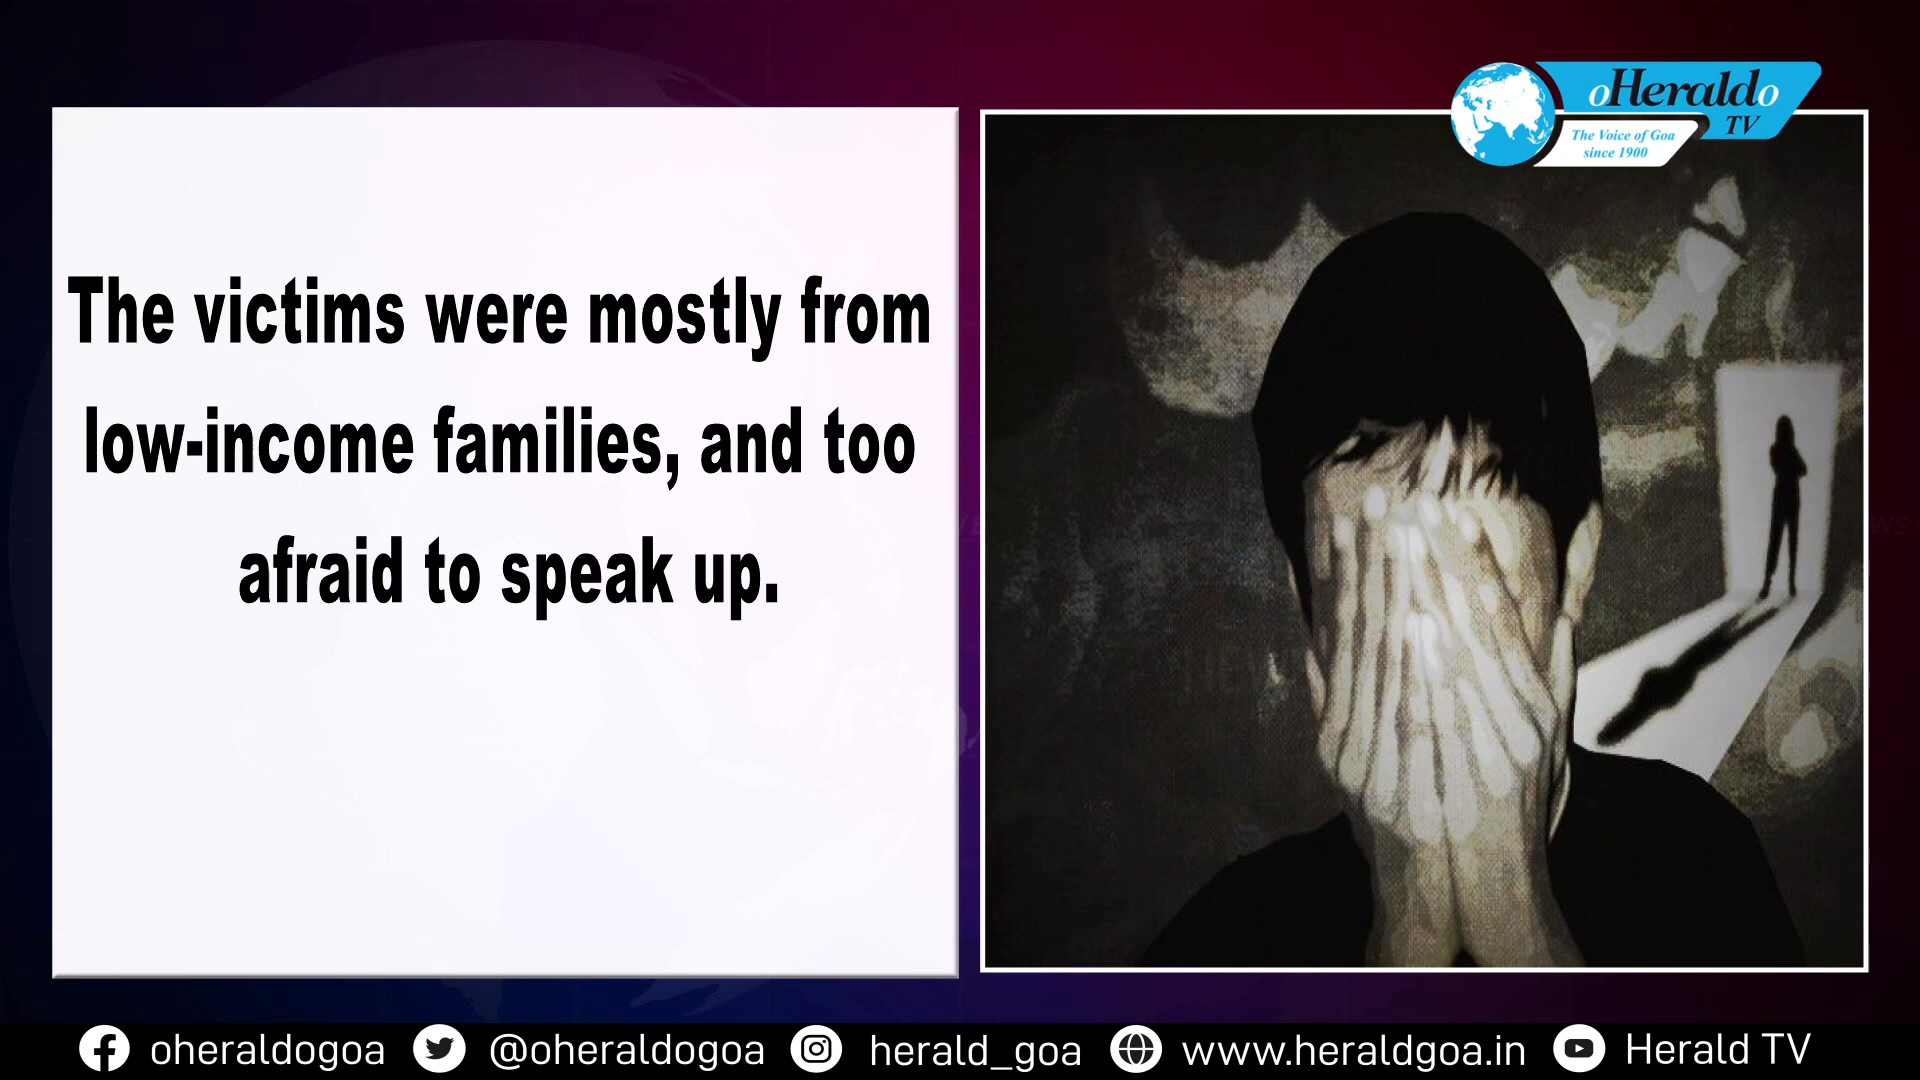 oHeraldo
TV
The Voice of Goa
since 1900
The victims were mostly from
low-income families, and too
afraid to speak up.
oheraldogoa
@oheraldogoa
herald_goa
www.heraldgoa.in
Herald TV